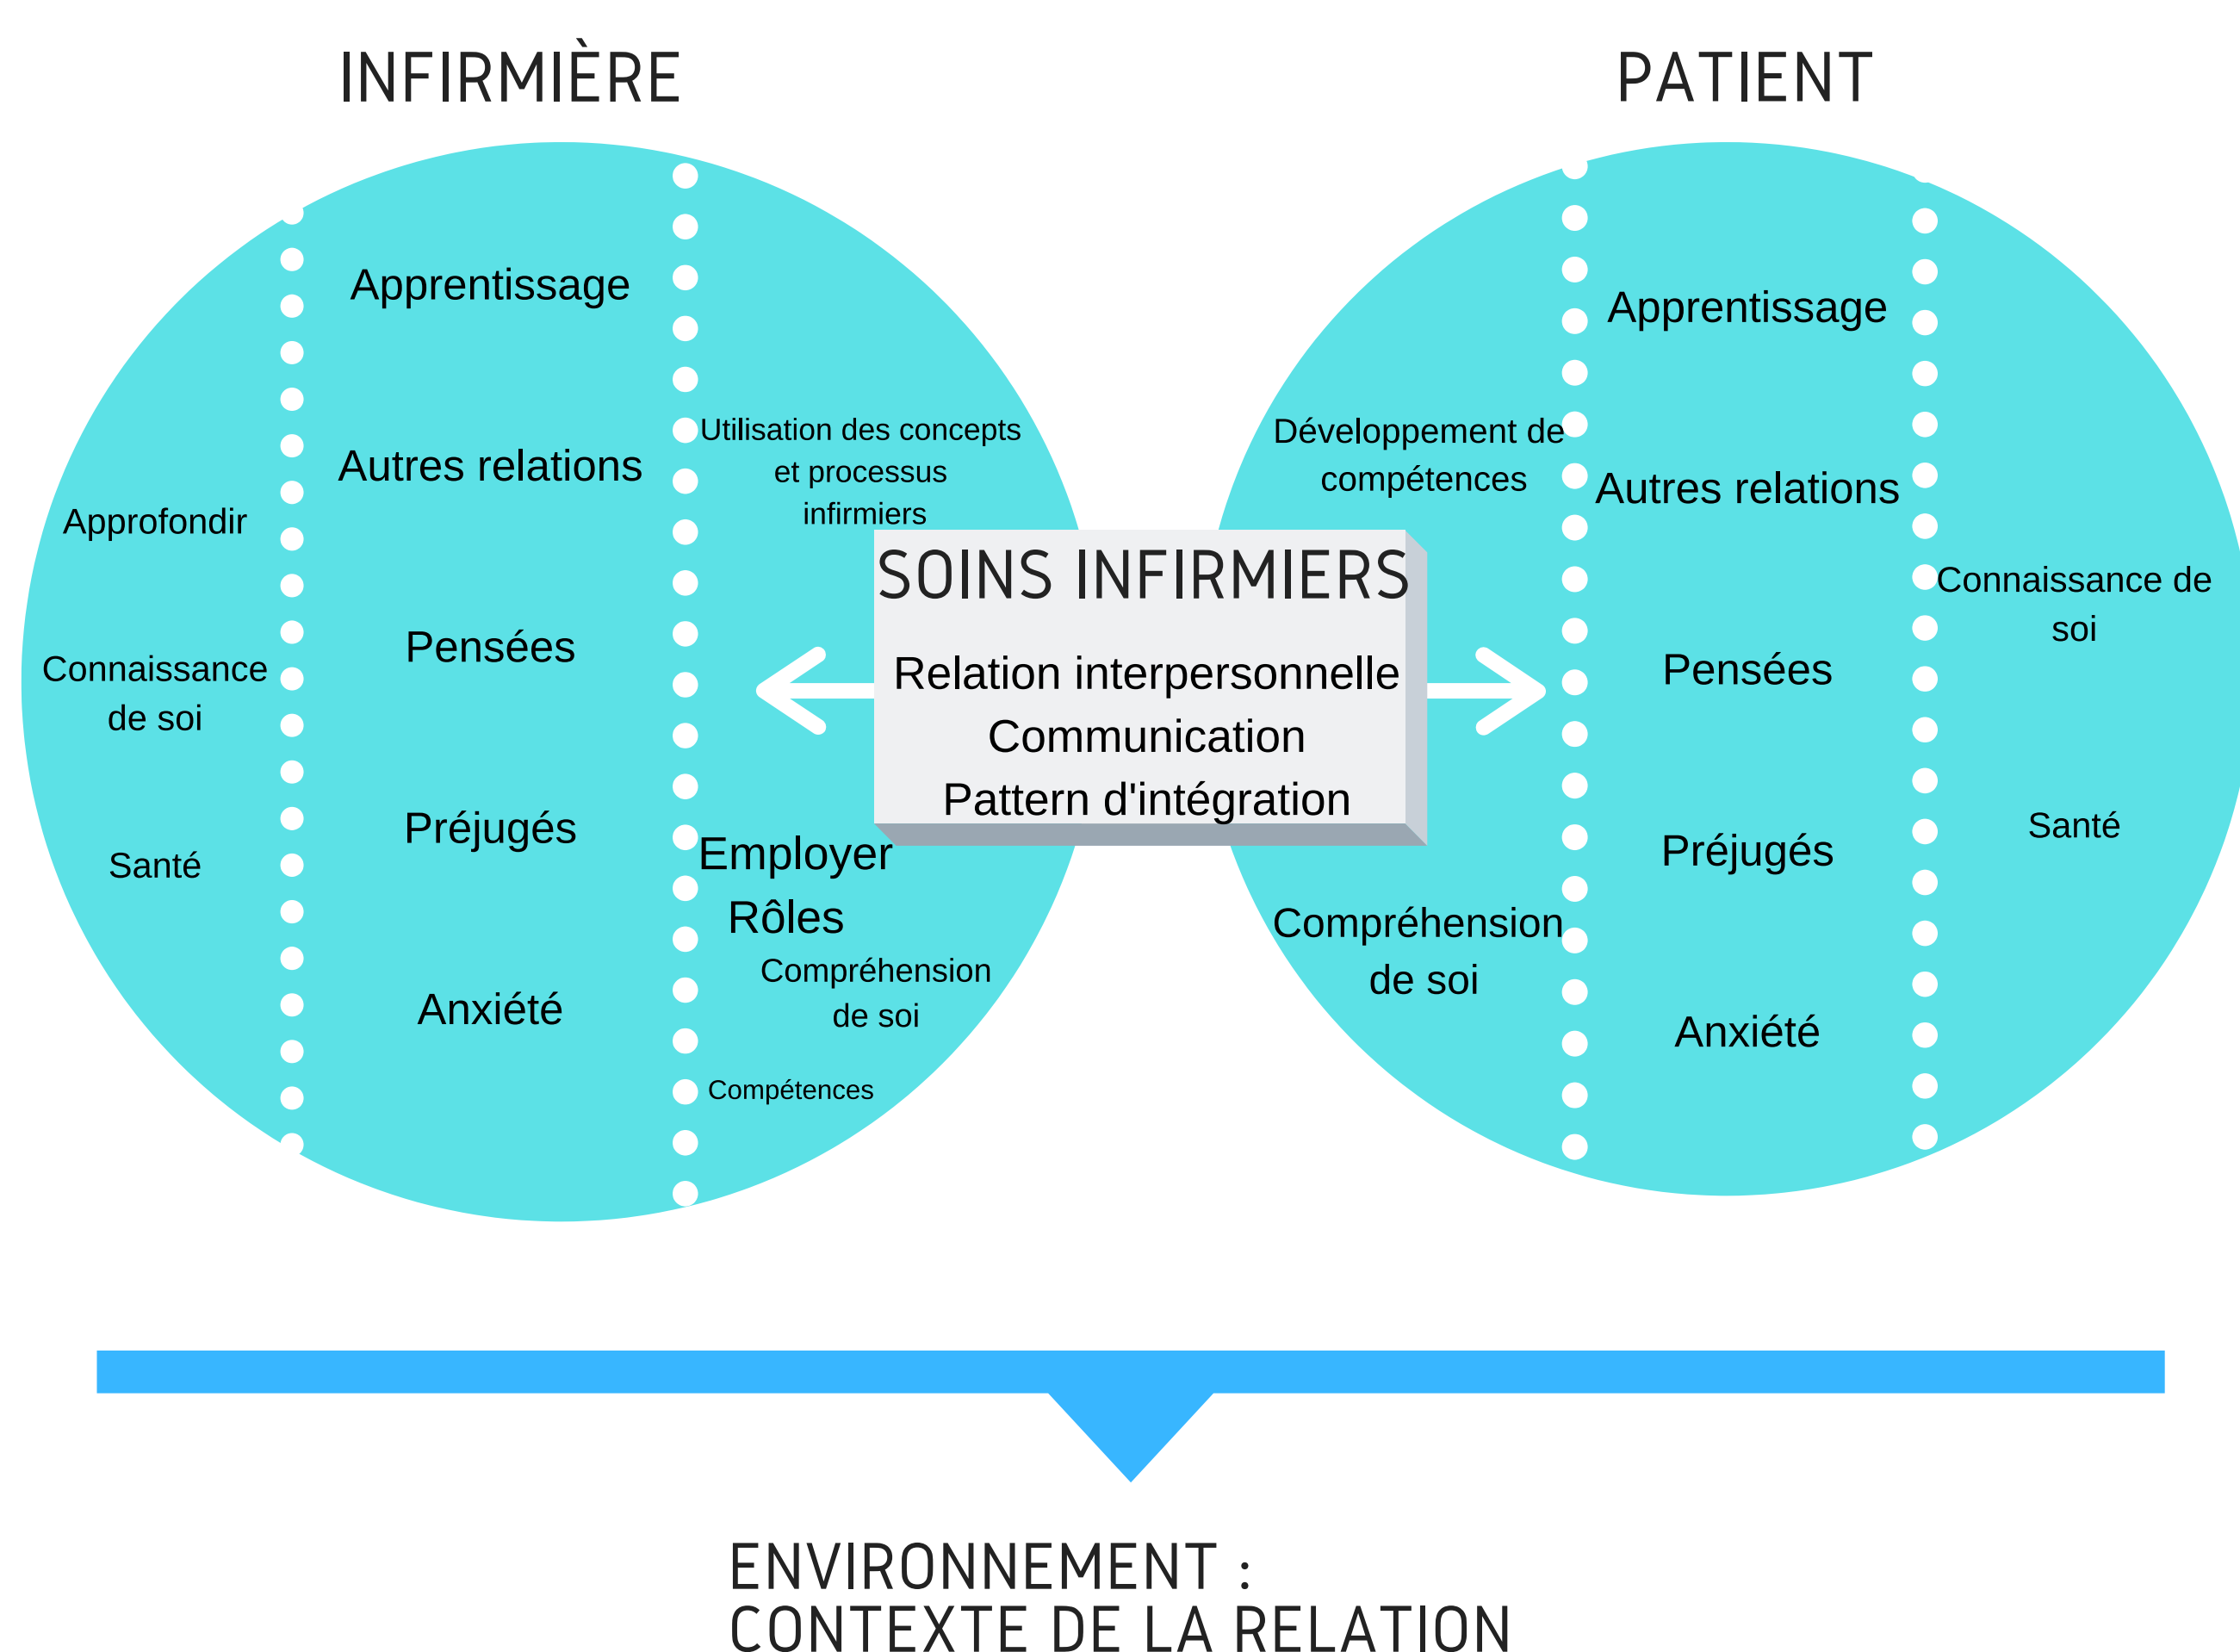 INFIRMIÈRE
PATIENT
Approfondir
Connaissance
de soi
Santé
Apprentissage
Autres relations
Pensées
Préjugés
Anxiété
Utilisation des concepts
et processus
infirmiers
Employer
Rôles
Compréhension
de soi
Compétences
SOINS INFIRMIERS
Relation interpersonnelle
Communication
Pattern d'intégration
Développement de
compétences
Compréhension
de soi
Apprentissage
Autres relations
Pensées
Préjugés
Anxiété
Connaissance de
soi
Santé
ENVIRONNEMENT :
CONTEXTE DE LA RELATION